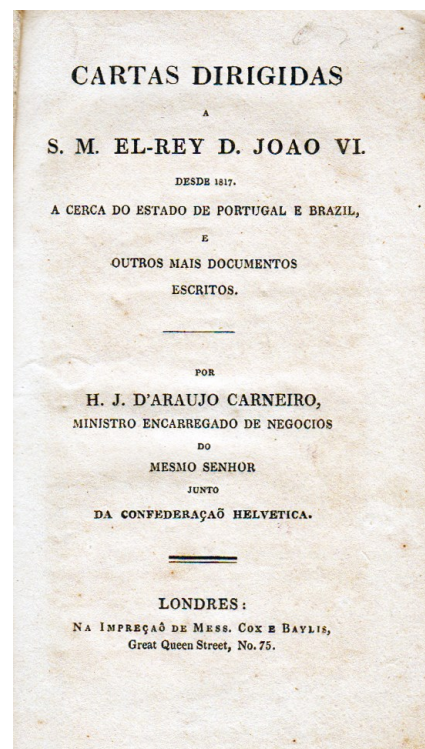 CARTAS DIRIGIDAS
A
S. M. EL-REY D. JOAO VI.
DESDE 1817.
A CERCA DO ESTADO DE PORTUGAL E BRAZIL,
E
OUTROS MAIS DOCUMENTOS
ESCRITOS.
POR
H. J. D'ARAUJO CARNEIRO,
MINISTRO ENCARREGADO DE NEGOCIOS
DO
MESMO SENHOR
JUNTO
DA CONFEDERAÇAÕ HELVETICA.
LONDRES:
NA IMPREÇAÕ DE MESS. COX E BAYLIS,
Great Queen Street, No. 75.